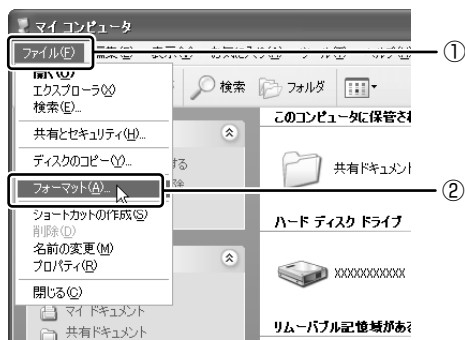 マイ コンピュータ
ファイル(F)
①
開く(O)
エクスプローラ(X)
検索(E)...
検索
フォルダ
このコンピュータに保管され
共有とセキュリティ(H)...
ディスクのコピー(Y)...
する
共有ドキュメント
フォーマット(A)...
②
ショートカットの作成(S)
削除(D)
名前の変更(M)
プロパティ(R)
ハード ディスク ドライブ
XXXXXXXXXXX
閉じる(C)
マイ ドキュメント
共有ドキュメント
リムーバブル記憶域があ